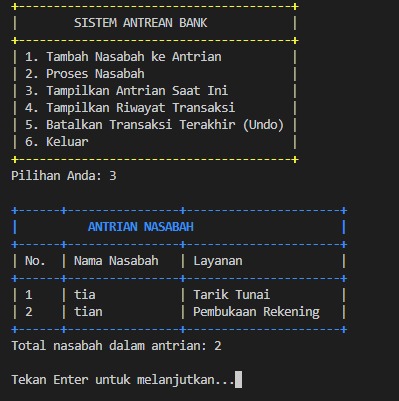 SISTEM ANTREAN BANK
1. Tambah Nasabah ke Antrian
2. Proses Nasabah
3. Tampilkan Antrian Saat Ini
4. Tampilkan Riwayat Transaksi
5. Batalkan Transaksi Terakhir (Undo)
6. Keluar
Pilihan Anda: 3
ANTRIAN NASABAH
No. | Nama Nasabah | Layanan
1 | tia | Tarik Tunai
2 | tian | Pembukaan Rekening
Total nasabah dalam antrian: 2
Tekan Enter untuk melanjutkan...